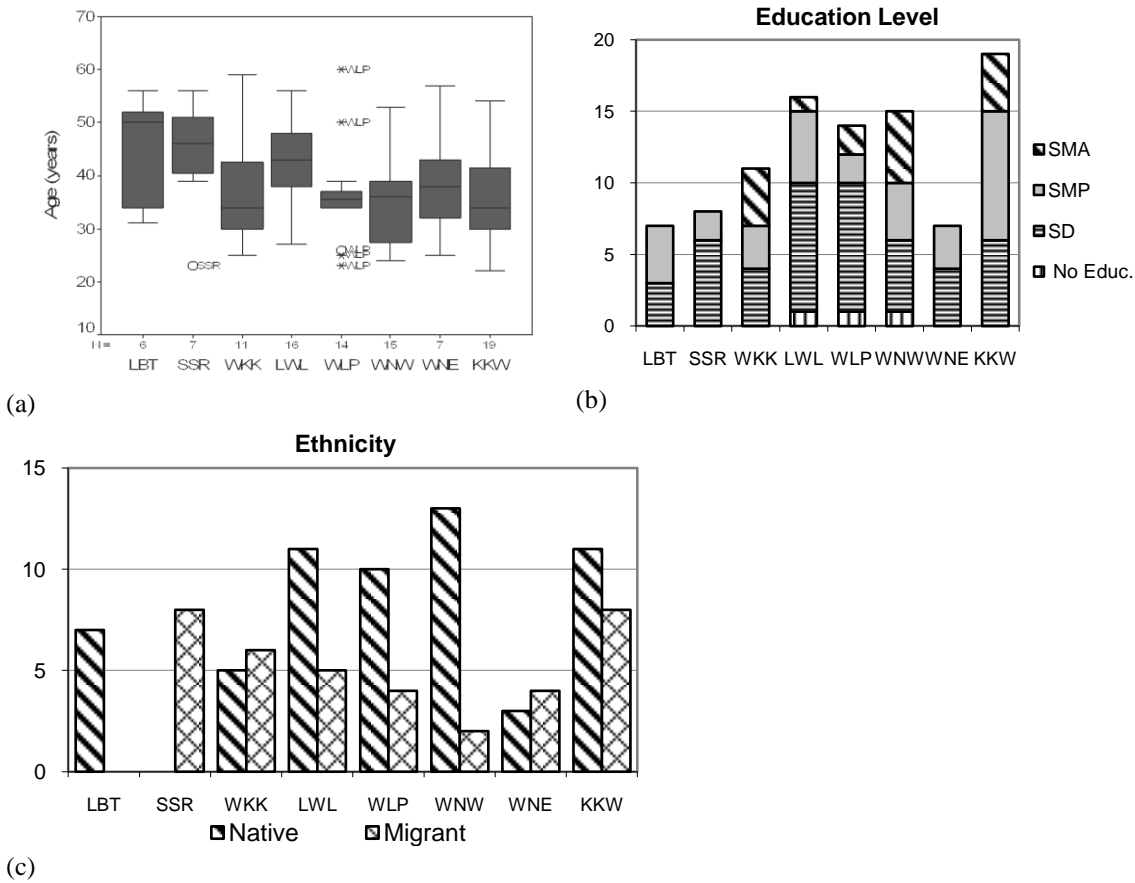 70
60
50
40
30
20
10
Age (years)
WLP
WLP
OSSR
WLP
WLP
N = 6 7 11 16 14 15 7 19
LBT SSR WKK LWL WLP WNW WNE KKW
(a)
Education Level
20
15
10
5
0
SMA
SMP
SD
No Educ.
LBT SSR WKK LWL WLP WNW WNE KKW
(b)
Ethnicity
15
10
5
0
LBT SSR WKK LWL WLP WNW WNE KKW
Native Migrant
(c)